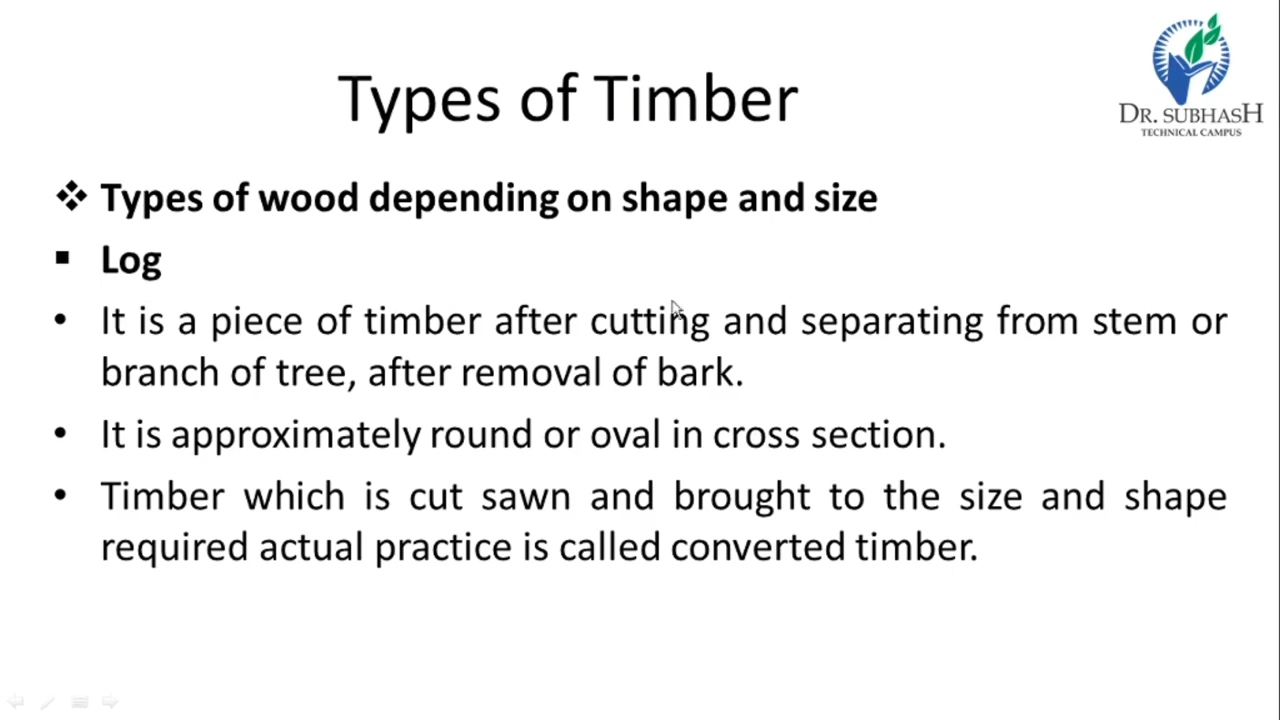 DR. SUBHASH
TECHNICAL CAMPUS
Types of Timber
Types of wood depending on shape and size
Log
It is a piece of timber after cutting and separating from stem or
branch of tree, after removal of bark.
It is approximately round or oval in cross section.
Timber which is cut sawn and brought to the size and shape
required actual practice is called converted timber.